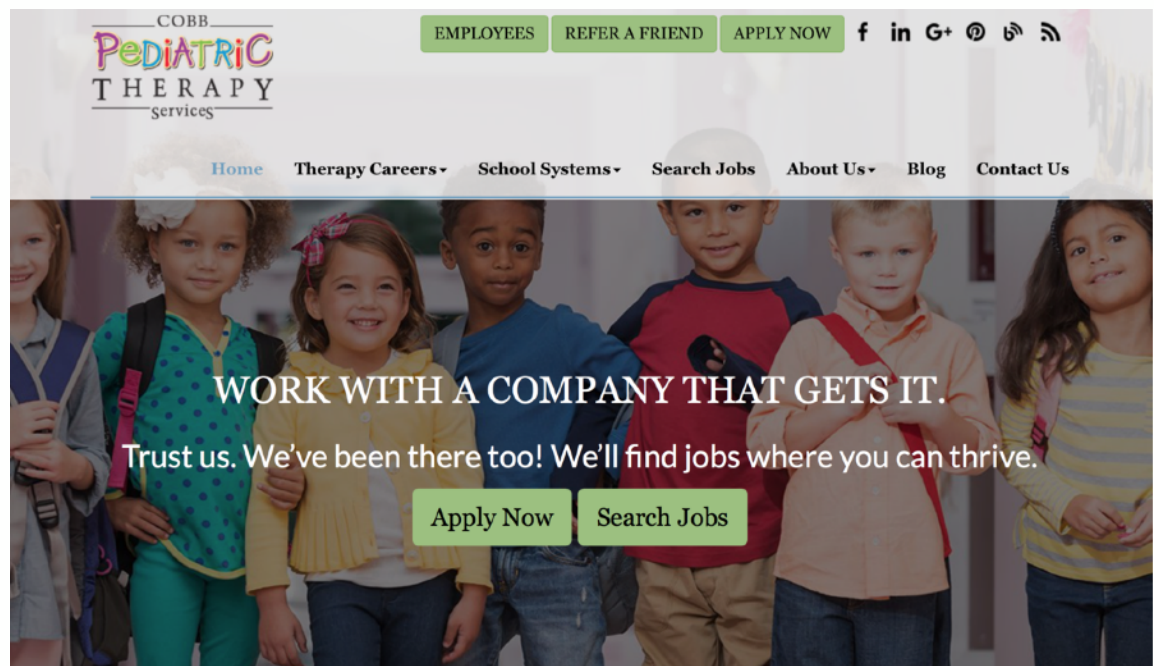 COBB
PEDiATRiC
THERAPY
services
EMPLOYEES
REFER A FRIEND
APPLY NOW
f in G+
Home
Therapy Careers
School Systems
Search Jobs
About Us
Blog
Contact Us
WORK WITH A COMPANY THAT GETS IT.
Trust us. We've been there too! We'll find jobs where you can thrive.
Apply Now
Search Jobs